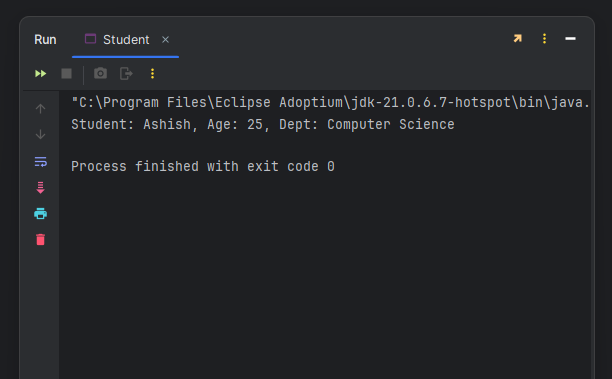 Run Student
"C:\Program Files\Eclipse Adoptium\jdk-21.0.6.7-hotspot\bin\java.
Student: Ashish, Age: 25, Dept: Computer Science
Process finished with exit code 0